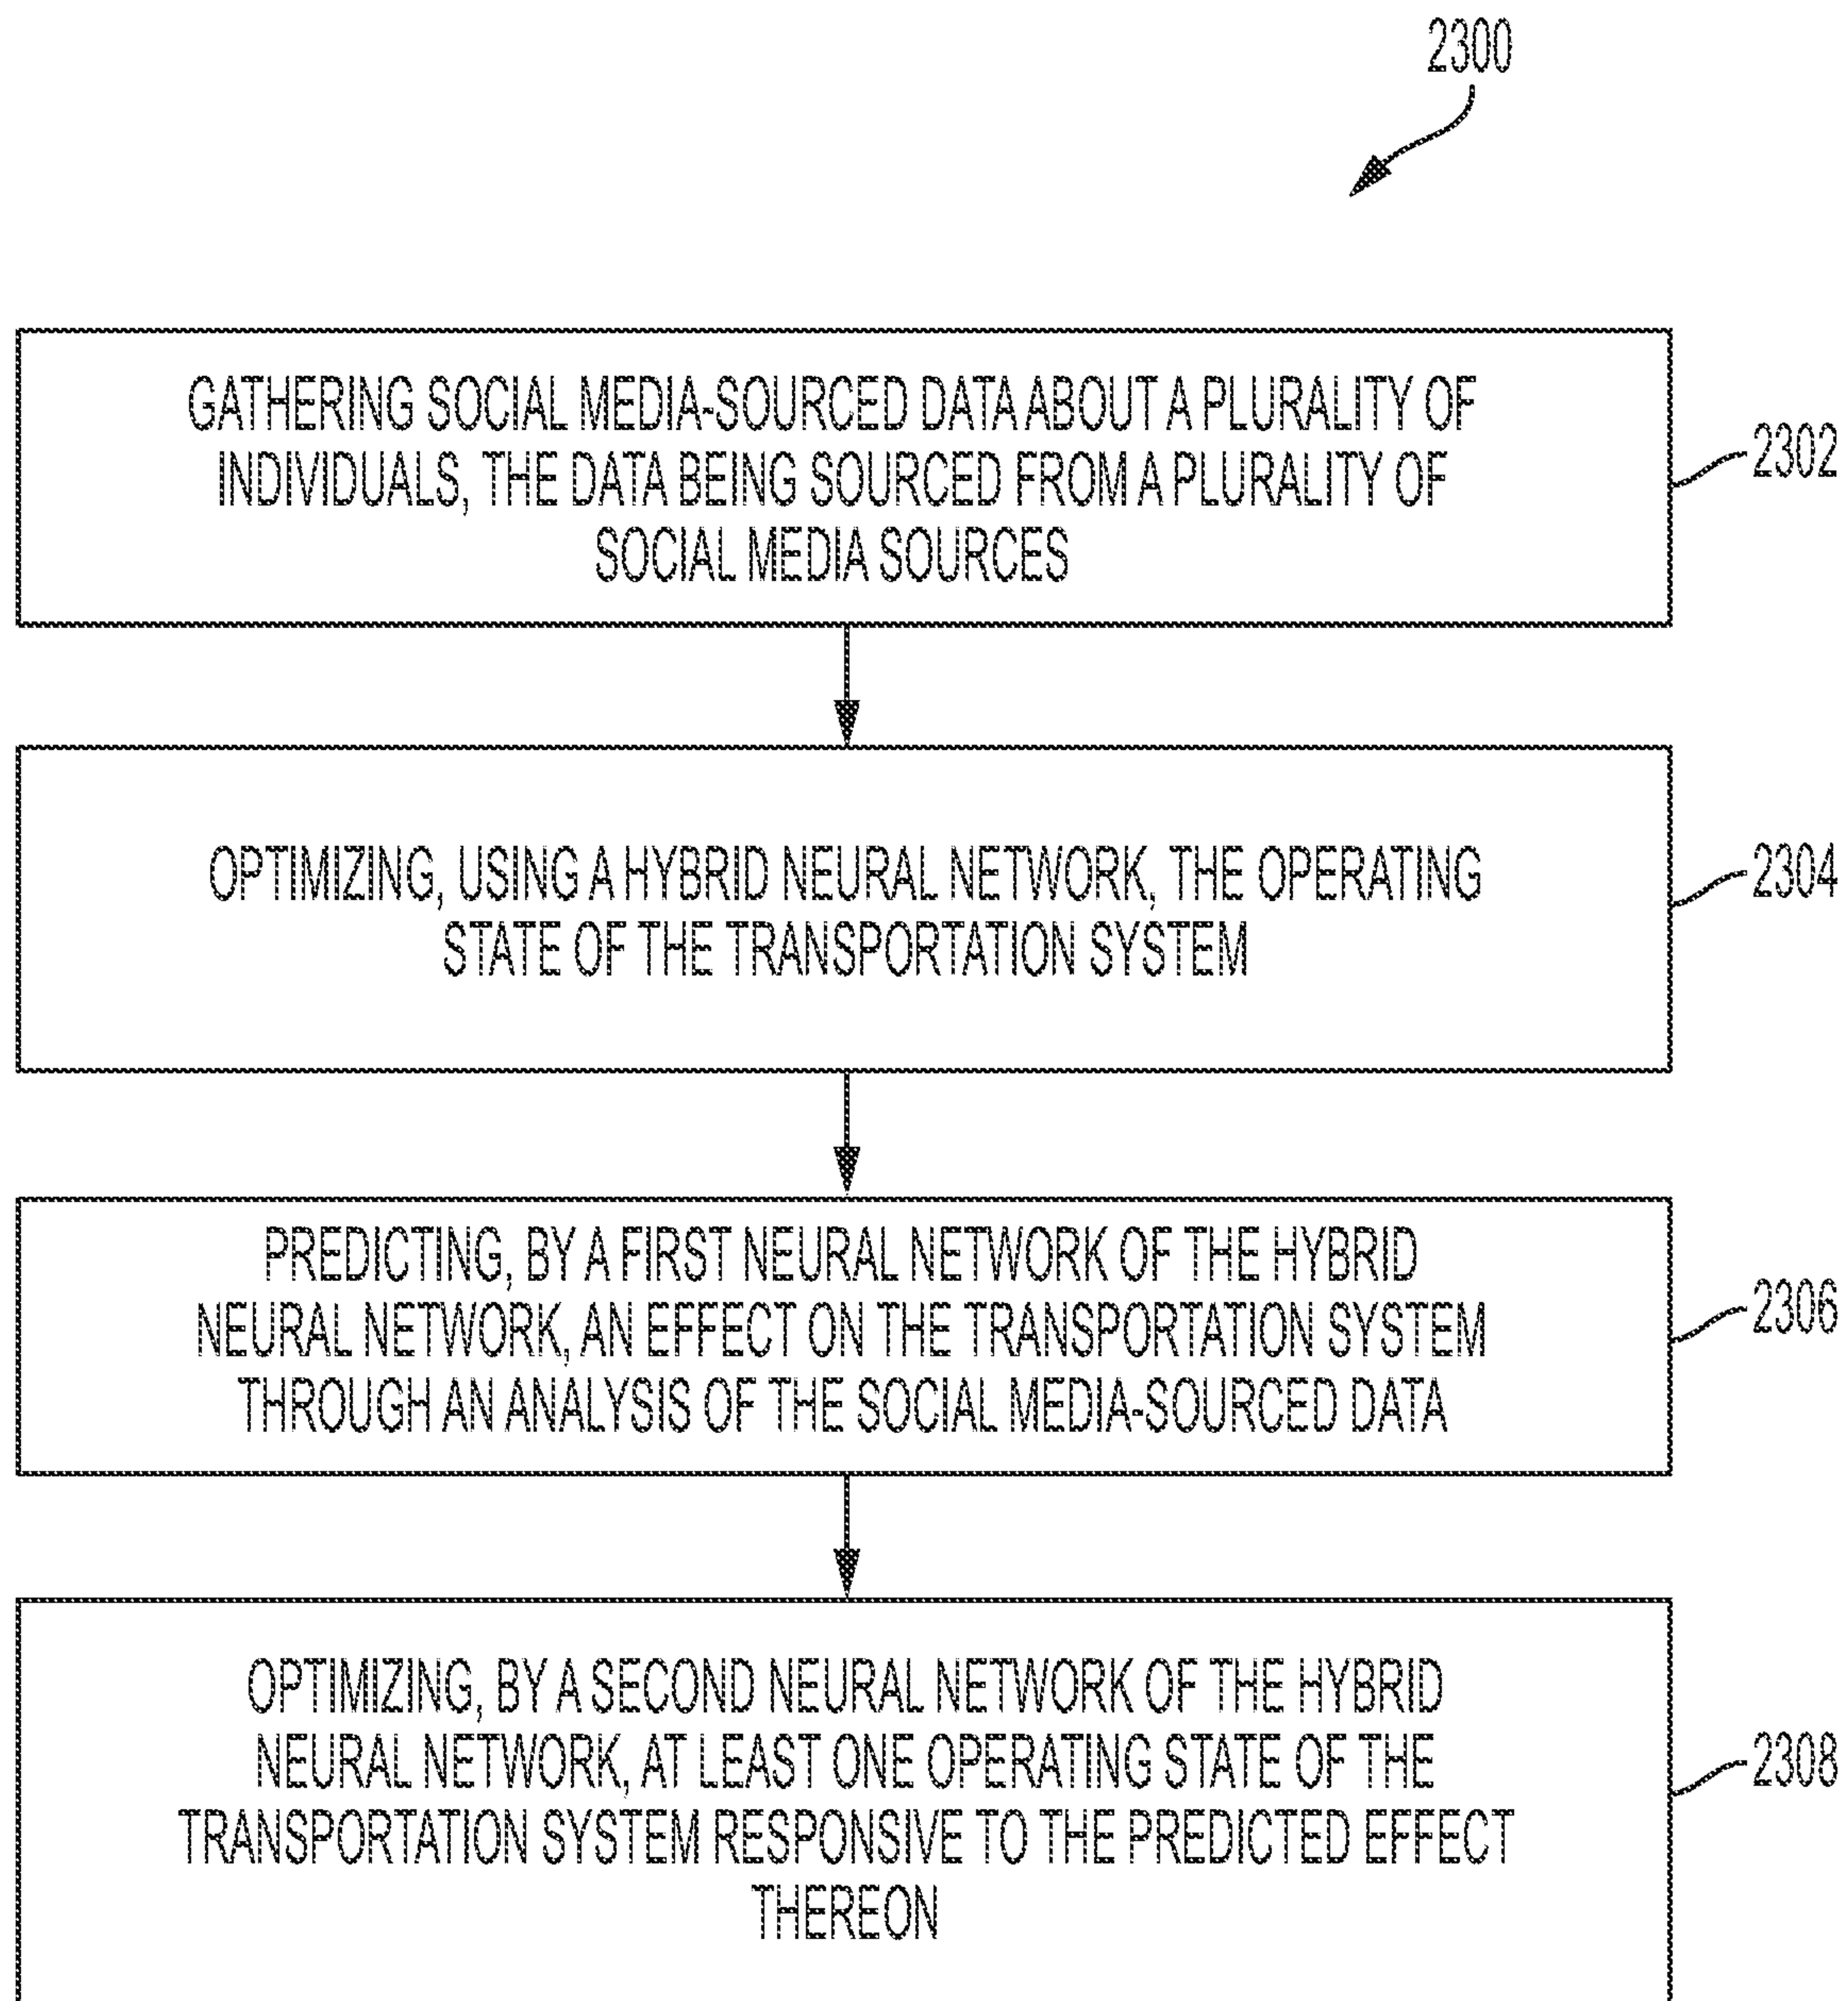 2300
GATHERING SOCIAL MEDIA-SOURCED DATA ABOUT A PLURALITY OF
INDIVIDUALS, THE DATA BEING SOURCED FROM A PLURALITY OF
SOCIAL MEDIA SOURCES
2302
OPTIMIZING, USING A HYBRID NEURAL NETWORK, THE OPERATING
STATE OF THE TRANSPORTATION SYSTEM
2304
PREDICTING, BY A FIRST NEURAL NETWORK OF THE HYBRID
NEURAL NETWORK, AN EFFECT ON THE TRANSPORTATION SYSTEM
THROUGH AN ANALYSIS OF THE SOCIAL MEDIA-SOURCED DATA
2306
OPTIMIZING, BY A SECOND NEURAL NETWORK OF THE HYBRID
NEURAL NETWORK, AT LEAST ONE OPERATING STATE OF THE
TRANSPORTATION SYSTEM RESPONSIVE TO THE PREDICTED EFFECT
THEREON
2308